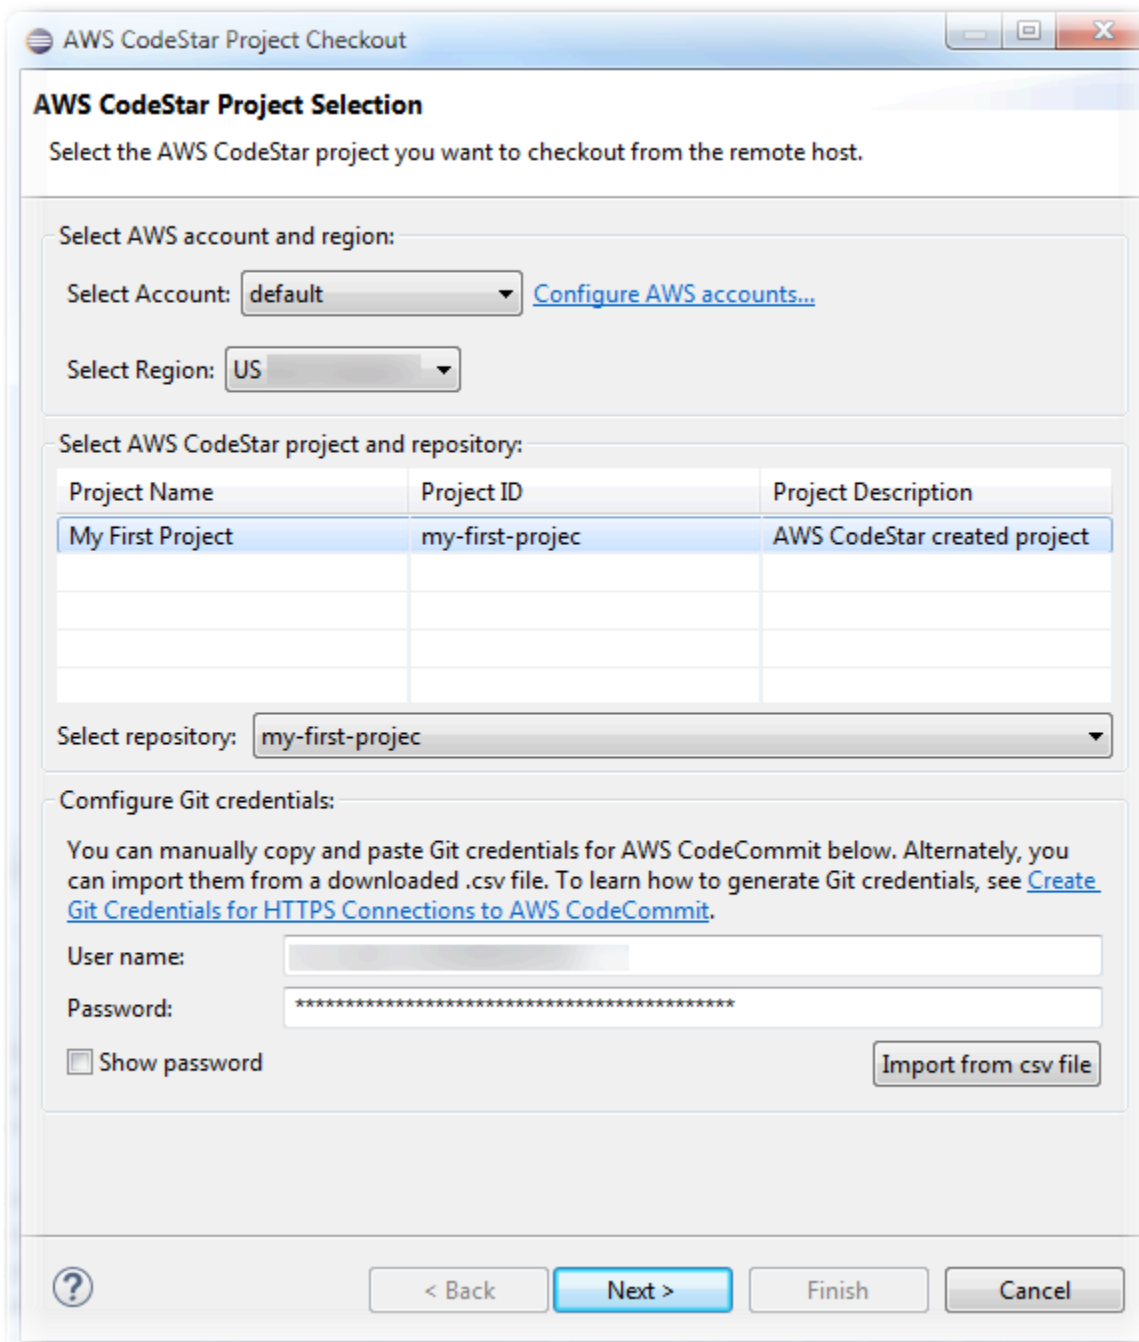 AWS CodeStar Project Checkout
AWS CodeStar Project Selection
Select the AWS CodeStar project you want to checkout from the remote host.
Select AWS account and region:
Select Account: default Configure AWS accounts...
Select Region: US
Select AWS CodeStar project and repository:
Project Name Project ID Project Description
My First Project my-first-projec AWS CodeStar created project
Select repository: my-first-projec
Comfigure Git credentials:
You can manually copy and paste Git credentials for AWS CodeCommit below. Alternately, you
can import them from a downloaded .csv file. To learn how to generate Git credentials, see Create
Git Credentials for HTTPS Connections to AWS CodeCommit.
User name:
Password: ********************************************
Show password Import from csv file
? < Back Next > Finish Cancel